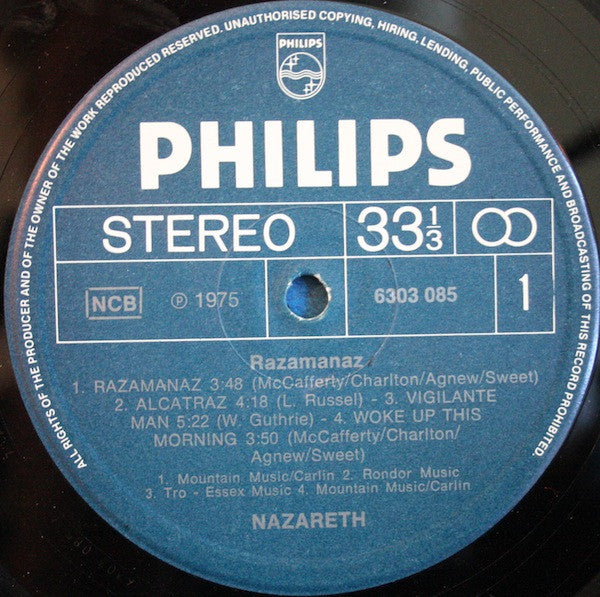 ALL RIGHTS OF THE PRODUCER AND OF THE OWNER OF THE WORK REPRODUCED RESERVED. UNAUTHORISED COPYING, HIRING, LENDING, PUBLIC PERFORMANCE AND BROADCASTING OF THIS RECORD PROHIBITED.
PHILIPS
PHILIPS
STEREO 33 1/3
NCB ℗ 1975 6303 085 1
Razamanaz
1. RAZAMANAZ 3:48 (McCafferty/Charlton/Agnew/Sweet)
2. ALCATRAZ 4:18 (L. Russel) - 3. VIGILANTE
MAN 5:22 (W. Guthrie) - 4. WOKE UP THIS
MORNING 3:50 (McCafferty/Charlton/
Agnew/Sweet)
1. Mountain Music/Carlin 2. Rondor Music
3. Tro - Essex Music 4. Mountain Music/Carlin
NAZARETH